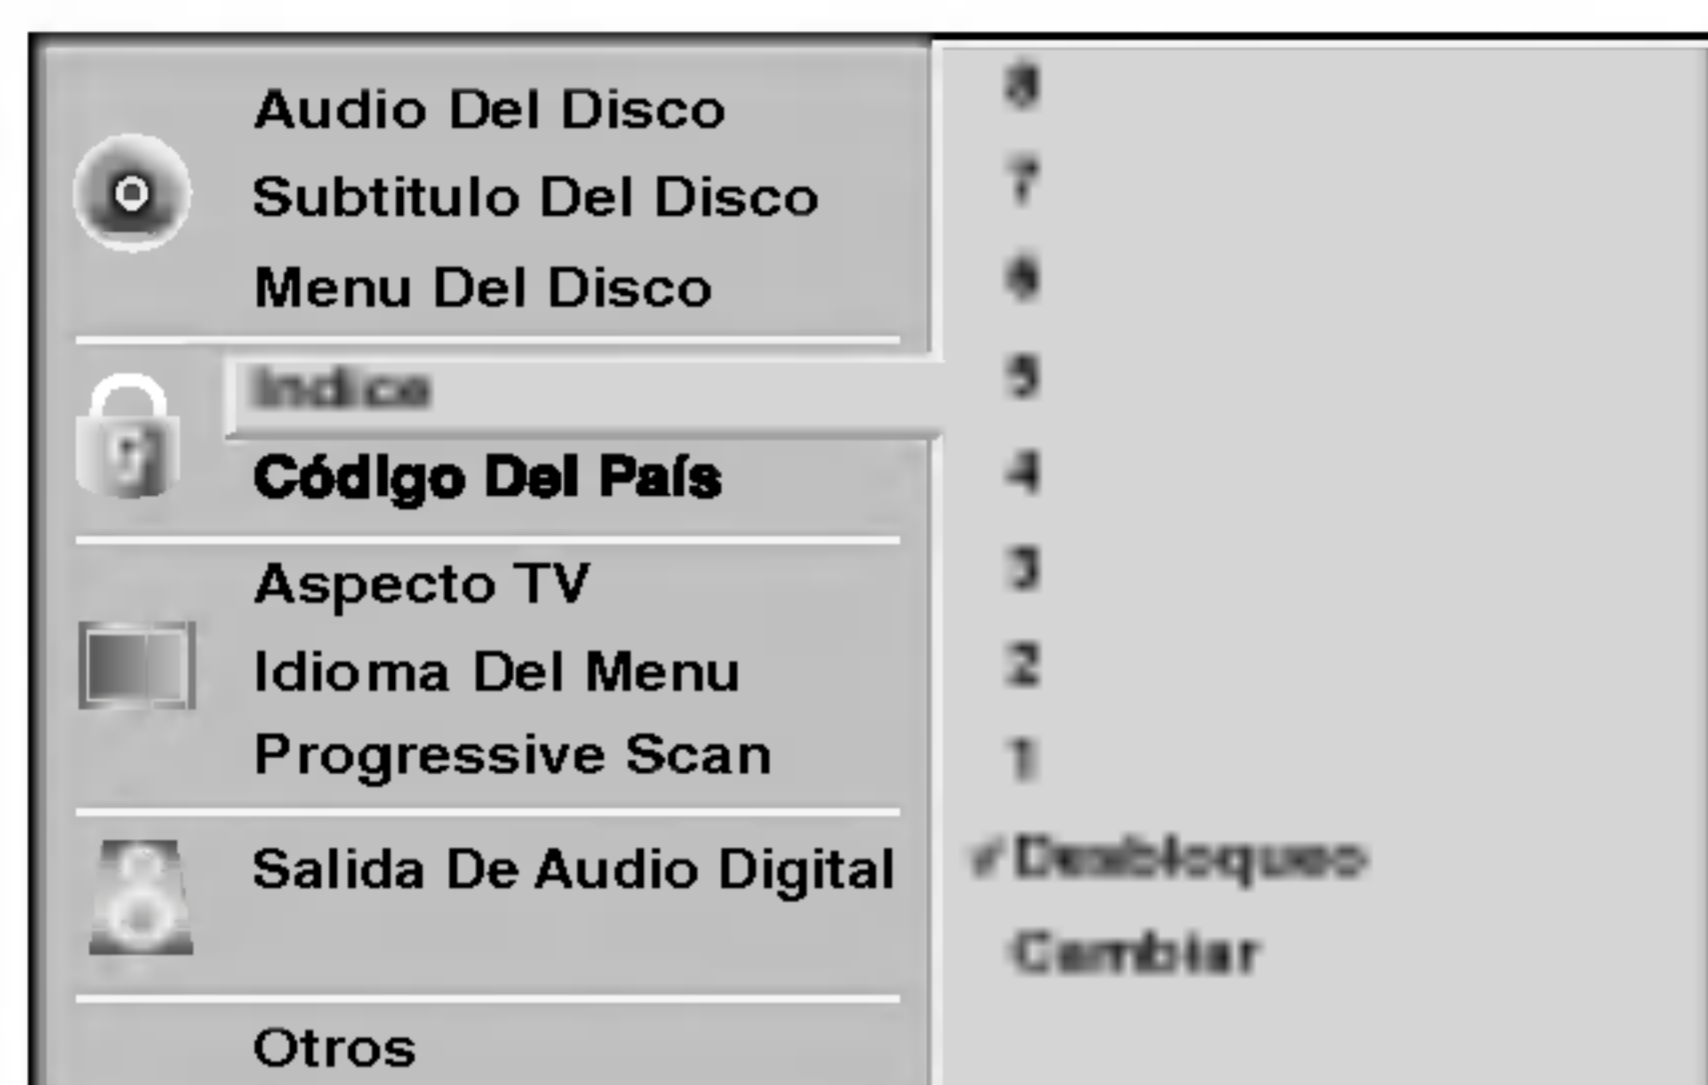 Audio Del Disco
Subtitulo Del Disco
Menu Del Disco
Indice
Código Del País
Aspecto TV
Idioma Del Menu
Progressive Scan
Salida De Audio Digital
Otros
8
7
6
5
4
3
2
1
✓ Desbloqueo
Cambiar